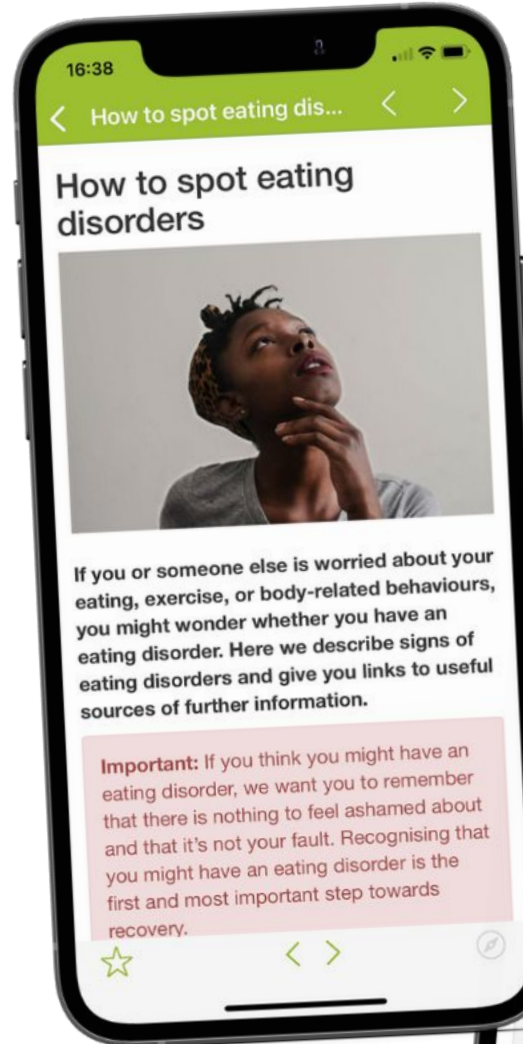 16:38
How to spot eating dis...
How to spot eating
disorders
If you or someone else is worried about your
eating, exercise, or body-related behaviours,
you might wonder whether you have an
eating disorder. Here we describe signs of
eating disorders and give you links to useful
sources of further information.
Important: If you think you might have an
eating disorder, we want you to remember
that there is nothing to feel ashamed about
and that it's not your fault. Recognising that
you might have an eating disorder is the
first and most important step towards
recovery.